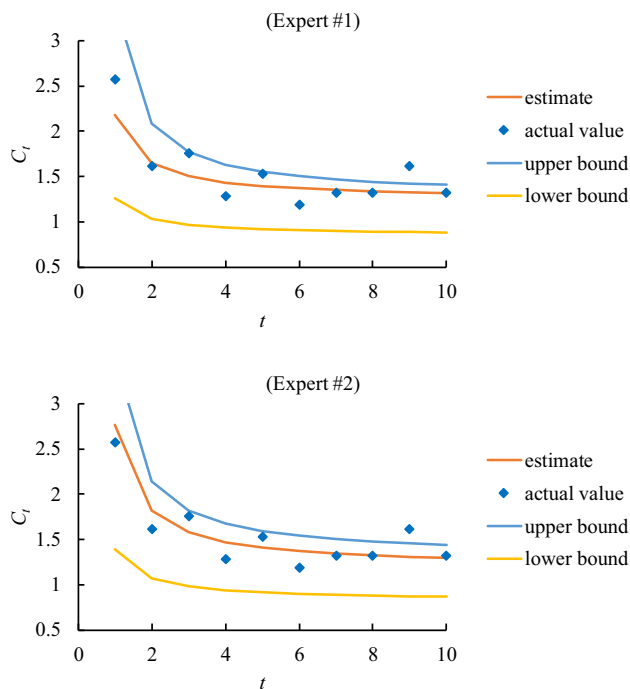 (Expert #1)
3
2.5
2
1.5
1
0.5
0 2 4 6 8 10
C_t
t
estimate
actual value
upper bound
lower bound
(Expert #2)
3
2.5
2
1.5
1
0.5
0 2 4 6 8 10
C_t
t
estimate
actual value
upper bound
lower bound